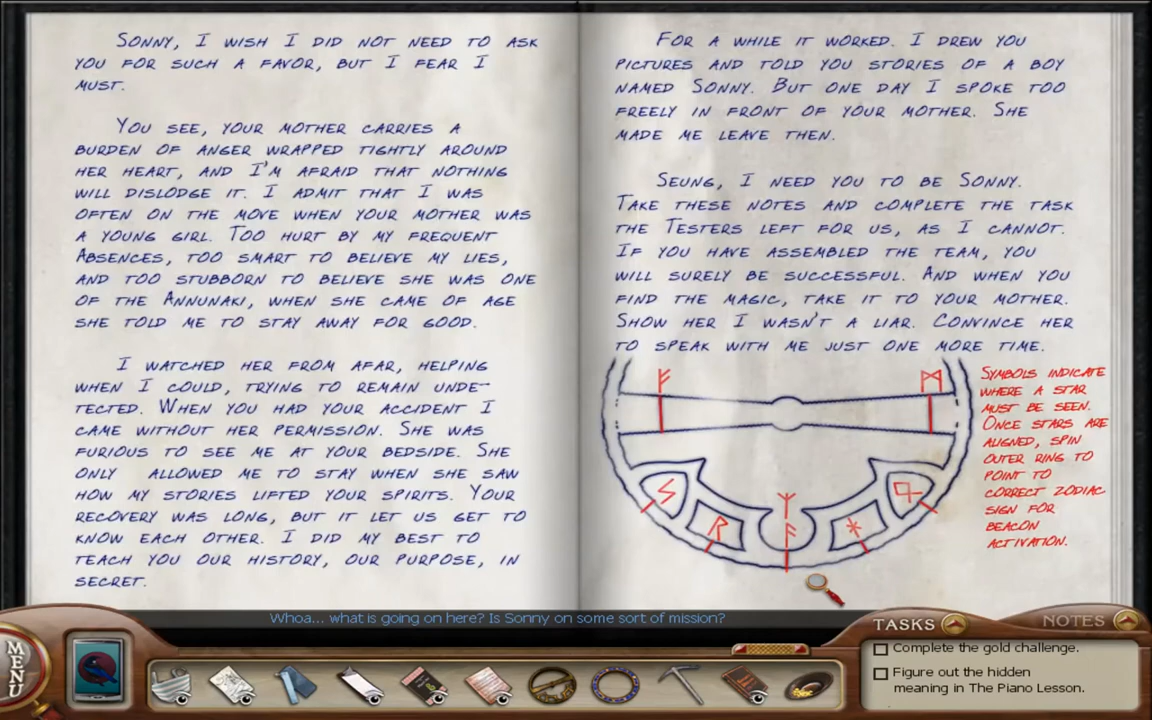 Sonny, I wish I did not need to ask
you for such a favor, but I fear I
must.
You see, your mother carries a
burden of anger wrapped tightly around
her heart, and I'm afraid that nothing
will dislodge it. I admit that I was
often on the move when your mother was
a young girl. Too hurt by my frequent
Absences, too smart to believe my lies,
and too stubborn to believe she was one
of the Annunaki, when she came of age
she told me to stay away for good.
I watched her from afar, helping
when I could, trying to remain unde-
tected. When you had your accident I
came without her permission. She was
furious to see me at your bedside. She
only allowed me to stay when she saw
how my stories lifted your spirits. Your
recovery was long, but it let us get to
know each other. I did my best to
teach you our history, our purpose, in
secret.
For a while it worked. I drew you
pictures and told you stories of a boy
named Sonny. But one day I spoke too
freely in front of your mother. She
made me leave then.
Seung, I need you to be Sonny.
Take these notes and complete the task
the Testers left for us, as I cannot.
If you have assembled the team, you
will surely be successful. And when you
find the magic, take it to your mother.
Show her I wasn't a liar. Convince her
to speak with me just one more time.
Symbols indicate
where a star
must be seen.
Once stars are
aligned, spin
outer ring to
point to
correct zodiac
sign for
beacon
activation.
Whoa... what is going on here? Is Sonny on some sort of mission?
MENU
TASKS
NOTES
Complete the gold challenge.
Figure out the hidden
meaning in The Piano Lesson.